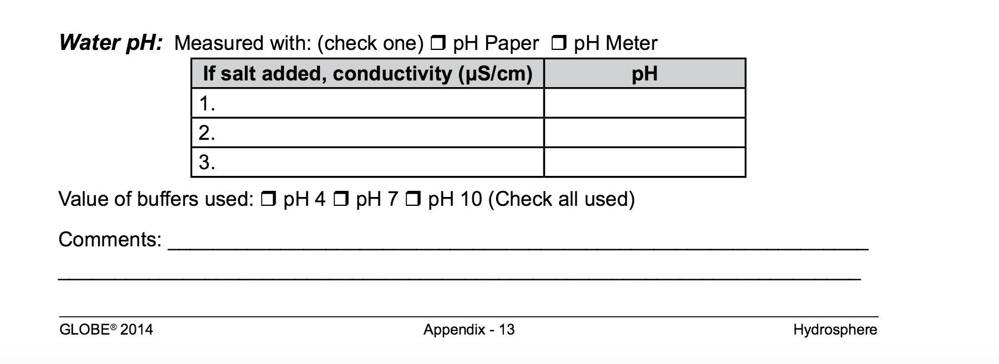 Water pH: Measured with: (check one) ❒ pH Paper ❒ pH Meter
If salt added, conductivity (µS/cm) pH
1.
2.
3.
Value of buffers used: ❒ pH 4 ❒ pH 7 ❒ pH 10 (Check all used)
Comments:
GLOBE® 2014 Appendix - 13 Hydrosphere